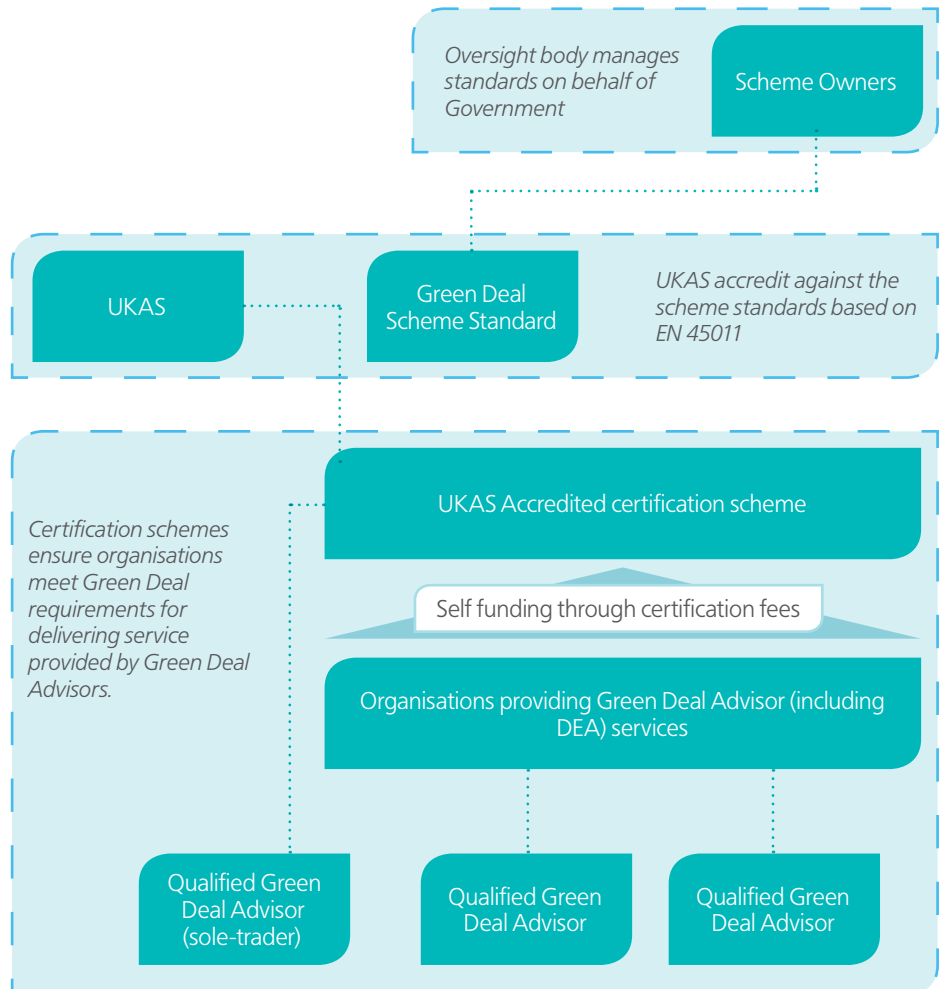 Oversight body manages
standards on behalf of
Government
Scheme Owners
UKAS
Green Deal
Scheme Standard
UKAS accredit against the
scheme standards based on
EN 45011
Certification schemes
ensure organisations
meet Green Deal
requirements for
delivering service
provided by Green Deal
Advisors.
UKAS Accredited certification scheme
Self funding through certification fees
Organisations providing Green Deal Advisor (including
DEA) services
Qualified Green
Deal Advisor
(sole-trader)
Qualified Green
Deal Advisor
Qualified Green
Deal Advisor